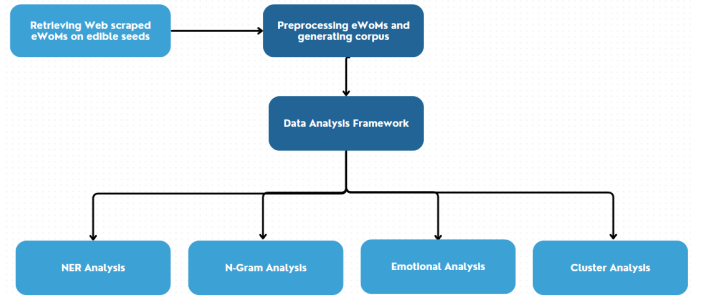 Retrieving Web scraped
eWoMs on edible seeds
Preprocessing eWoMs and
generating corpus
Data Analysis Framework
NER Analysis
N-Gram Analysis
Emotional Analysis
Cluster Analysis